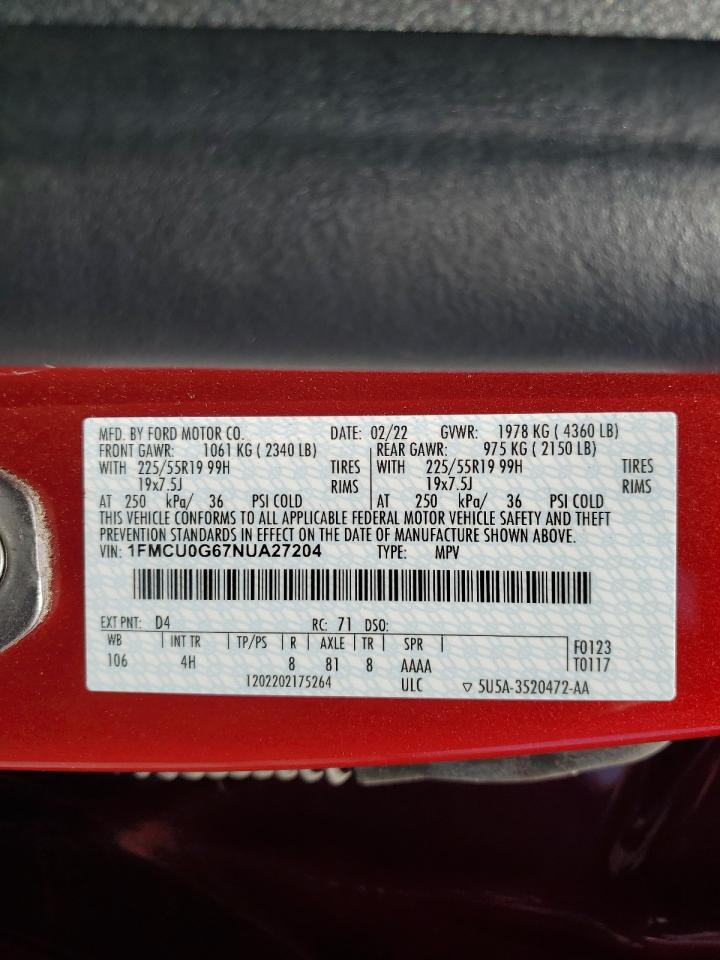 MFD. BY FORD MOTOR CO. DATE: 02/22 GVWR: 1978 KG ( 4360 LB)
FRONT GAWR: 1061 KG ( 2340 LB) REAR GAWR: 975 KG ( 2150 LB)
WITH 225/55R19 99H TIRES WITH 225/55R19 99H TIRES
19x7.5J RIMS 19x7.5J RIMS
AT 250 kPa/ 36 PSI COLD AT 250 kPa/ 36 PSI COLD
THIS VEHICLE CONFORMS TO ALL APPLICABLE FEDERAL MOTOR VEHICLE SAFETY AND THEFT
PREVENTION STANDARDS IN EFFECT ON THE DATE OF MANUFACTURE SHOWN ABOVE.
VIN: 1FMCU0G67NUA27204 TYPE: MPV
EXT PNT: D4 RC: 71 DSO:
WB INT TR TP/PS R AXLE TR SPR F0123
106 4H 8 81 8 AAAA T0117
1202202175264 ULC ▽ 5U5A-3520472-AA